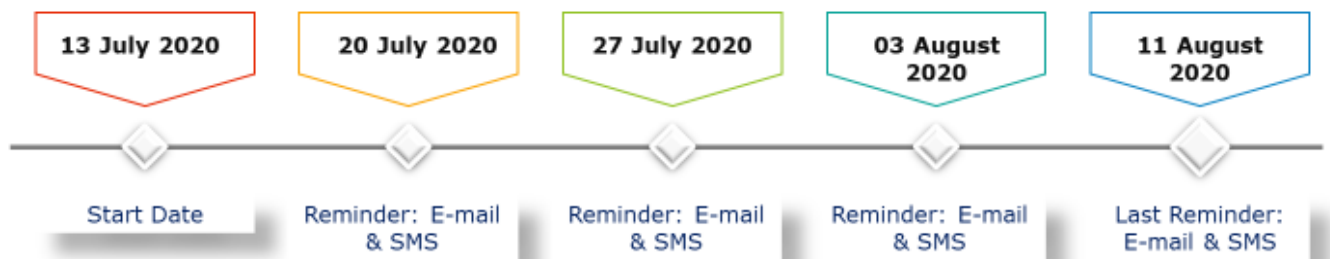 13 July 2020
20 July 2020
27 July 2020
03 August
2020
11 August
2020
Start Date
Reminder: E-mail
& SMS
Reminder: E-mail
& SMS
Reminder: E-mail
& SMS
Last Reminder:
E-mail & SMS